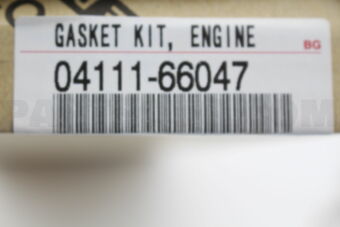 GASKET KIT, ENGINE
BG
04111-66047